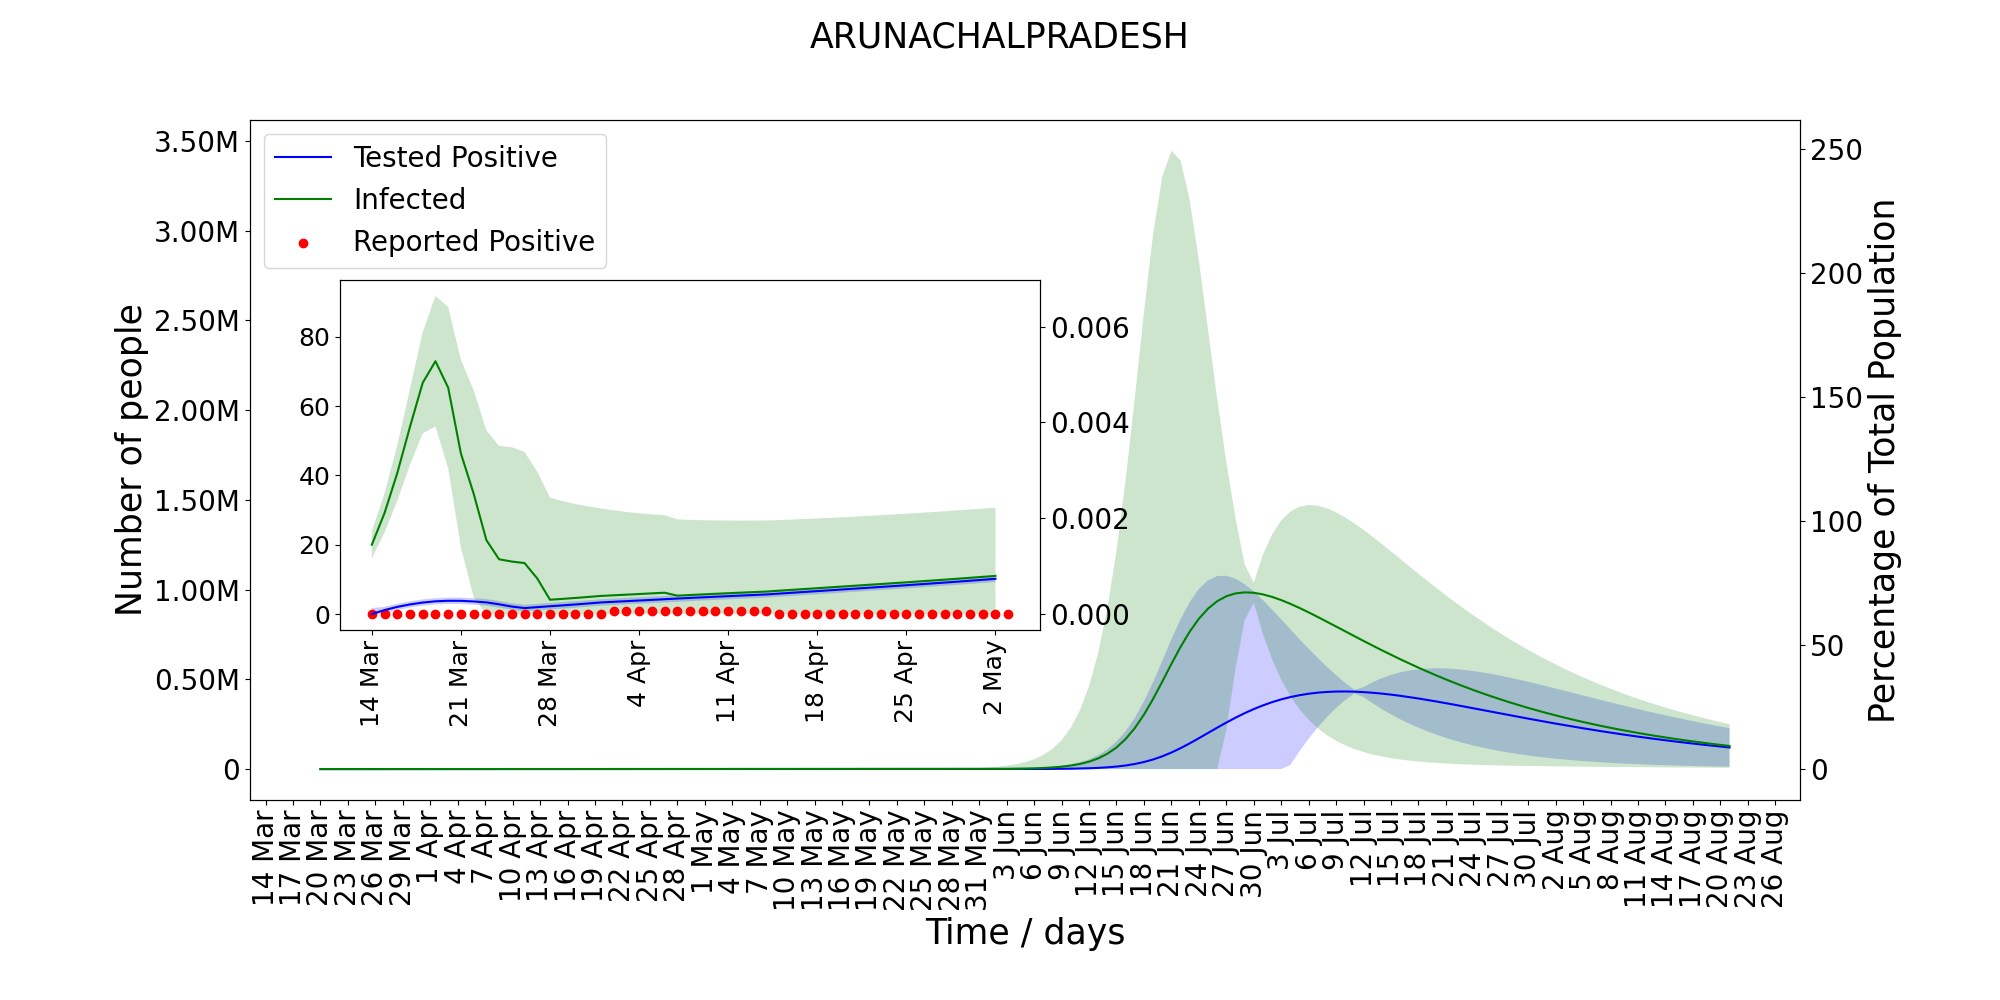 ARUNACHALPRADESH
Tested Positive
Infected
Reported Positive
Number of people
3.50M
3.00M
2.50M
2.00M
1.50M
1.00M
0.50M
0
80
60
40
20
0
0.006
0.004
0.002
0.000
14 Mar
21 Mar
28 Mar
4 Apr
11 Apr
18 Apr
25 Apr
2 May
250
200
150
100
50
0
Percentage of Total Population
14 Mar
17 Mar
20 Mar
23 Mar
26 Mar
29 Mar
1 Apr
4 Apr
7 Apr
10 Apr
13 Apr
16 Apr
19 Apr
22 Apr
25 Apr
28 Apr
1 May
4 May
7 May
10 May
13 May
16 May
19 May
22 May
25 May
28 May
31 May
3 Jun
6 Jun
9 Jun
12 Jun
15 Jun
18 Jun
21 Jun
24 Jun
27 Jun
30 Jun
3 Jul
6 Jul
9 Jul
12 Jul
15 Jul
18 Jul
21 Jul
24 Jul
27 Jul
30 Jul
2 Aug
5 Aug
8 Aug
11 Aug
14 Aug
17 Aug
20 Aug
23 Aug
26 Aug
Time / days